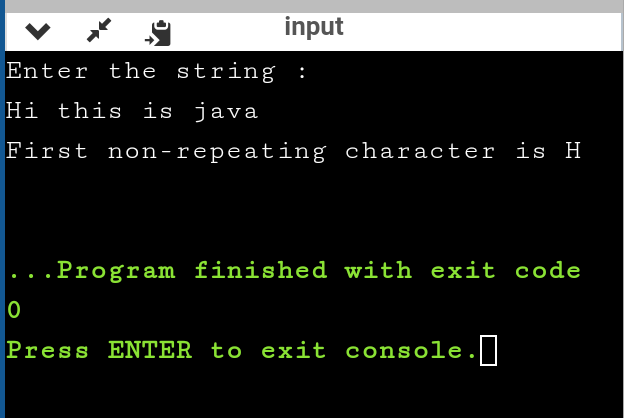 input
Enter the string :
Hi this is java
First non-repeating character is H
...Program finished with exit code
0
Press ENTER to exit console.